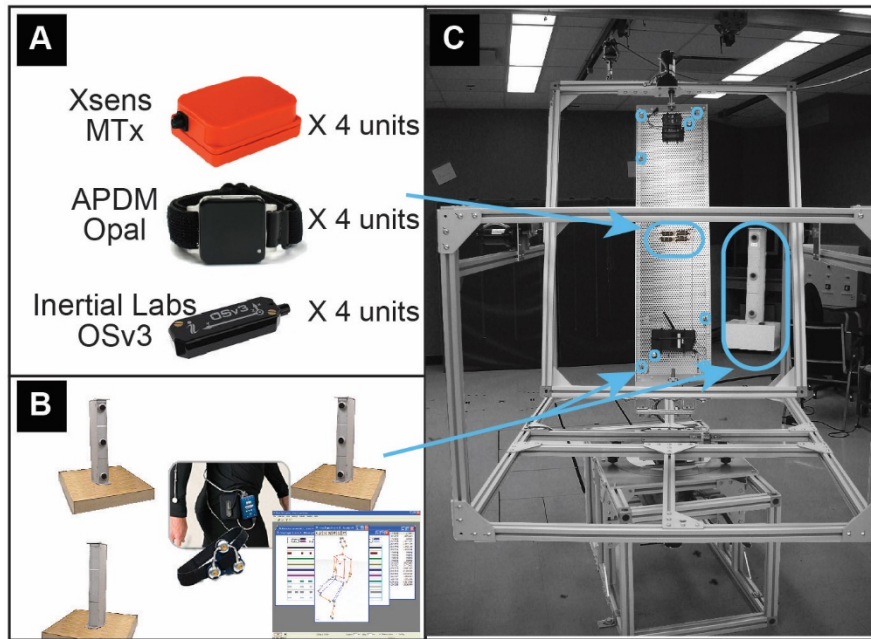 A
Xsens
MTx
X 4 units
APDM
Opal
X 4 units
Inertial Labs
OSv3
X 4 units
B
C